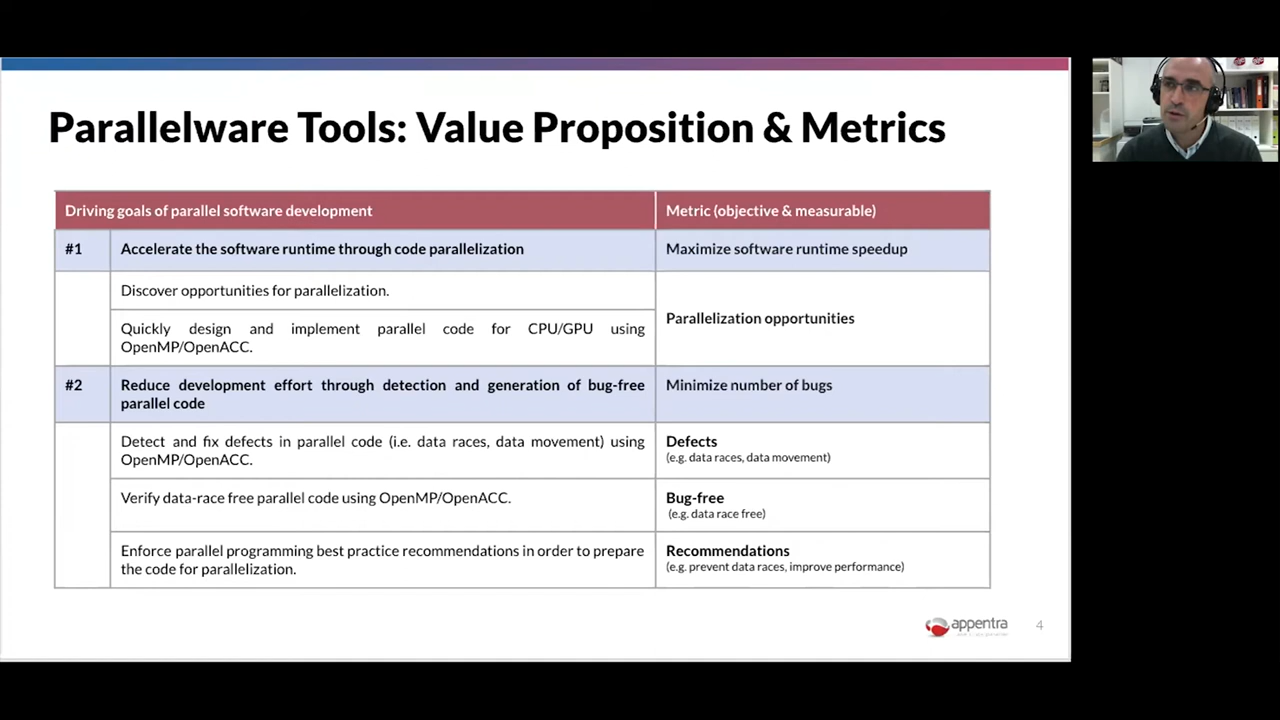 Parallelware Tools: Value Proposition & Metrics
Driving goals of parallel software development
Metric (objective & measurable)
#1
Accelerate the software runtime through code parallelization
Maximize software runtime speedup
Discover opportunities for parallelization.
Parallelization opportunities
Quickly design and implement parallel code for CPU/GPU using
OpenMP/OpenACC.
#2
Reduce development effort through detection and generation of bug-free
parallel code
Minimize number of bugs
Detect and fix defects in parallel code (i.e. data races, data movement) using
OpenMP/OpenACC.
Defects
(e.g. data races, data movement)
Verify data-race free parallel code using OpenMP/OpenACC.
Bug-free
(e.g. data race free)
Enforce parallel programming best practice recommendations in order to prepare
the code for parallelization.
Recommendations
(e.g. prevent data races, improve performance)
appentra
4